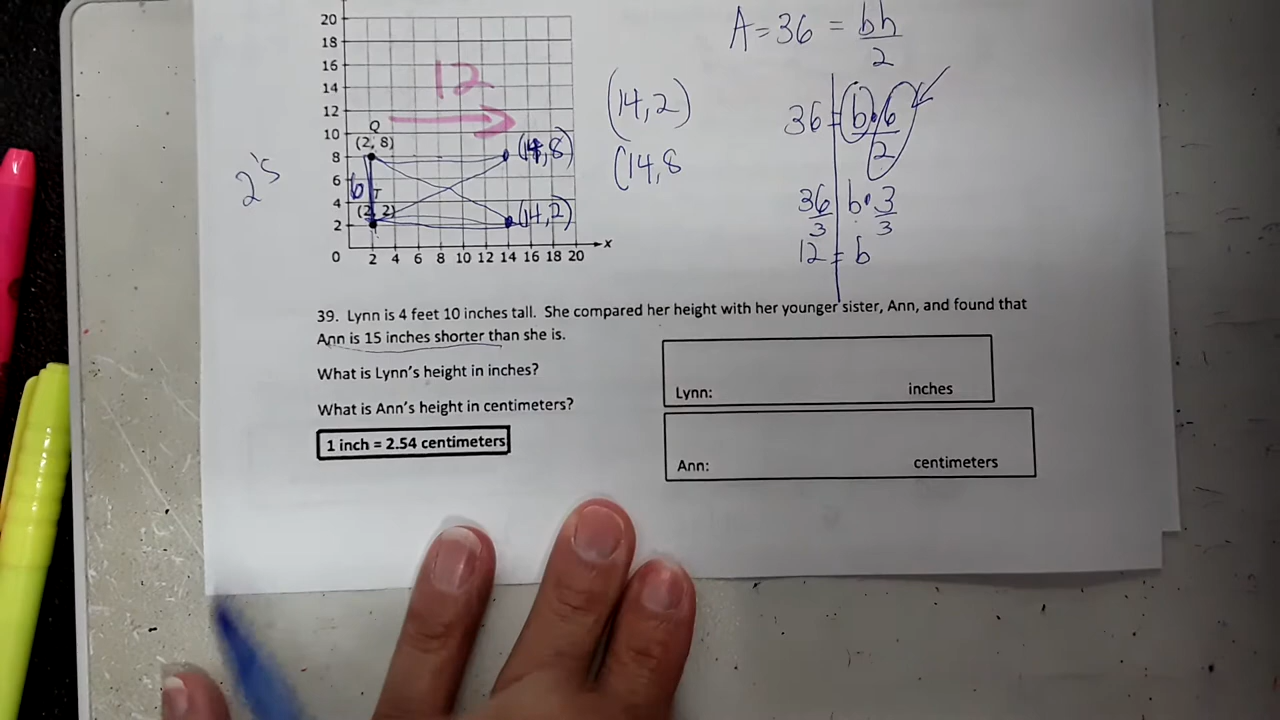 20
18
16
14
12
10
8
6
4
2
0
2 4 6 8 10 12 14 16 18 20
x
12
Q
(2, 8)
(14,8)
6
T
(2, 2)
(14,2)
2's
(14,2)
(14,8
A = 36 = bh
2
36 = b · 6
2
36 b · 3
3 3
12 = b
39. Lynn is 4 feet 10 inches tall. She compared her height with her younger sister, Ann, and found that
Ann is 15 inches shorter than she is.
What is Lynn's height in inches?
What is Ann's height in centimeters?
1 inch = 2.54 centimeters
Lynn: inches
Ann: centimeters